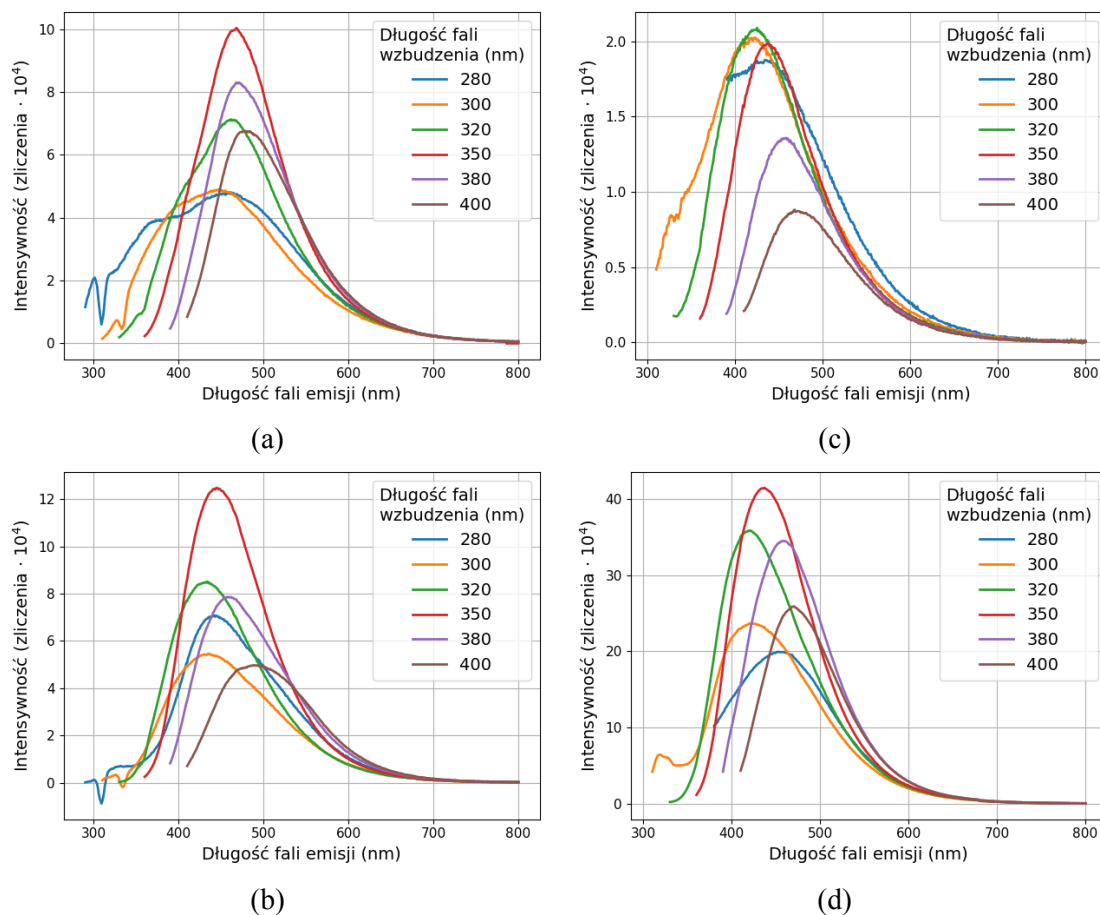 Intensywność (zliczenia · 10⁴)
10
8
6
4
2
0
300 400 500 600 700 800
Długość fali emisji (nm)
Długość fali
wzbudzenia (nm)
280
300
320
350
380
400
(a)
Intensywność (zliczenia · 10⁴)
2.0
1.5
1.0
0.5
0.0
300 400 500 600 700 800
Długość fali emisji (nm)
Długość fali
wzbudzenia (nm)
280
300
320
350
380
400
(c)
Intensywność (zliczenia · 10⁴)
12
10
8
6
4
2
0
300 400 500 600 700 800
Długość fali emisji (nm)
Długość fali
wzbudzenia (nm)
280
300
320
350
380
400
(b)
Intensywność (zliczenia · 10⁴)
40
30
20
10
0
300 400 500 600 700 800
Długość fali emisji (nm)
Długość fali
wzbudzenia (nm)
280
300
320
350
380
400
(d)